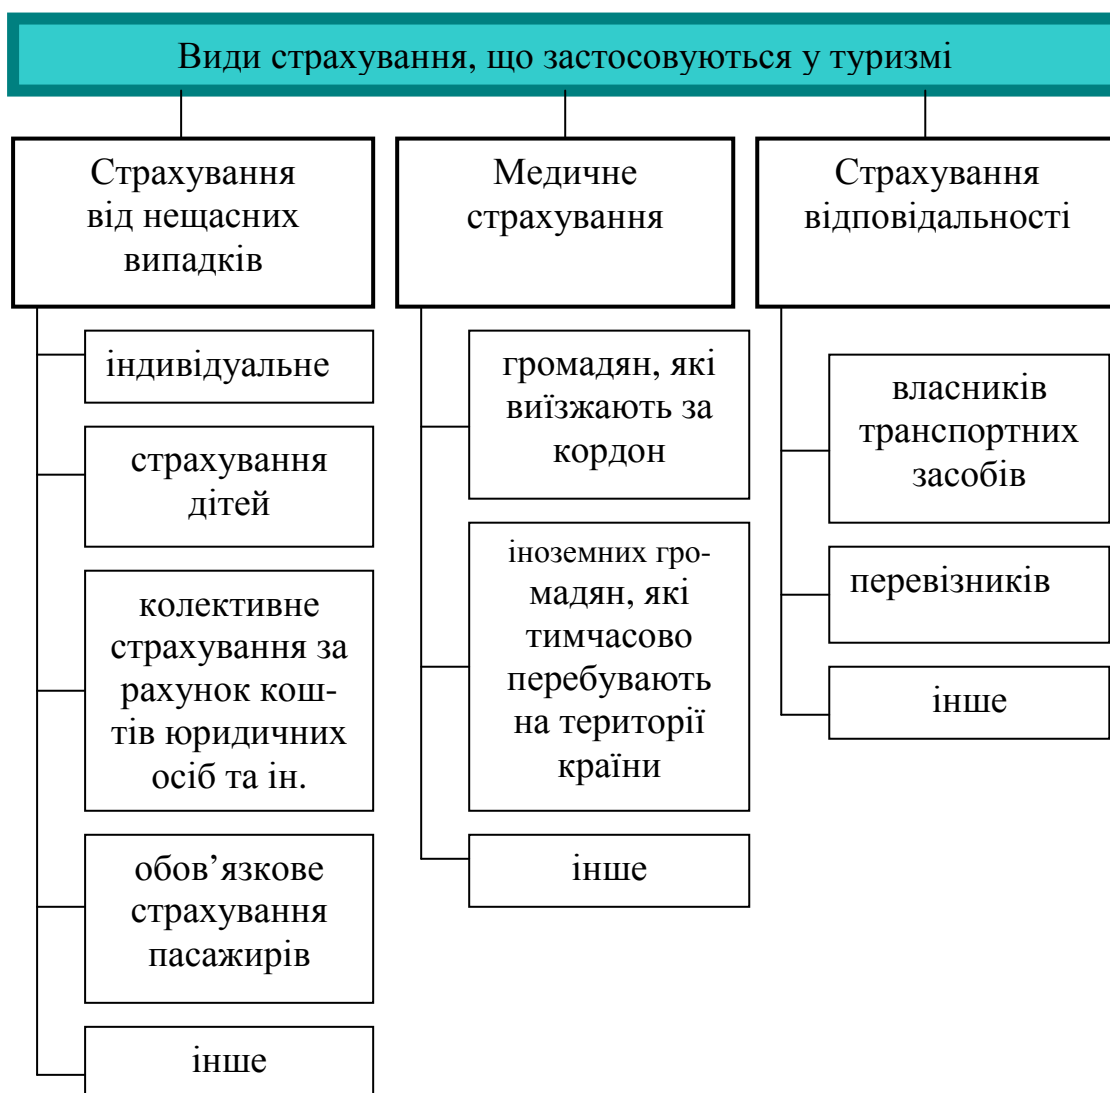 Види страхування, що застосовуються у туризмі
Страхування
від нещасних
випадків
індивідуальне
страхування
дітей
колективне
страхування за
рахунок кош-
тів юридичних
осіб та ін.
обов’язкове
страхування
пасажирів
інше
Медичне
страхування
громадян, які
виїзжають за
кордон
іноземних гро-
мадян, які
тимчасово
перебувають
на території
країни
інше
Страхування
відповідальності
власників
транспортних
засобів
перевізників
інше